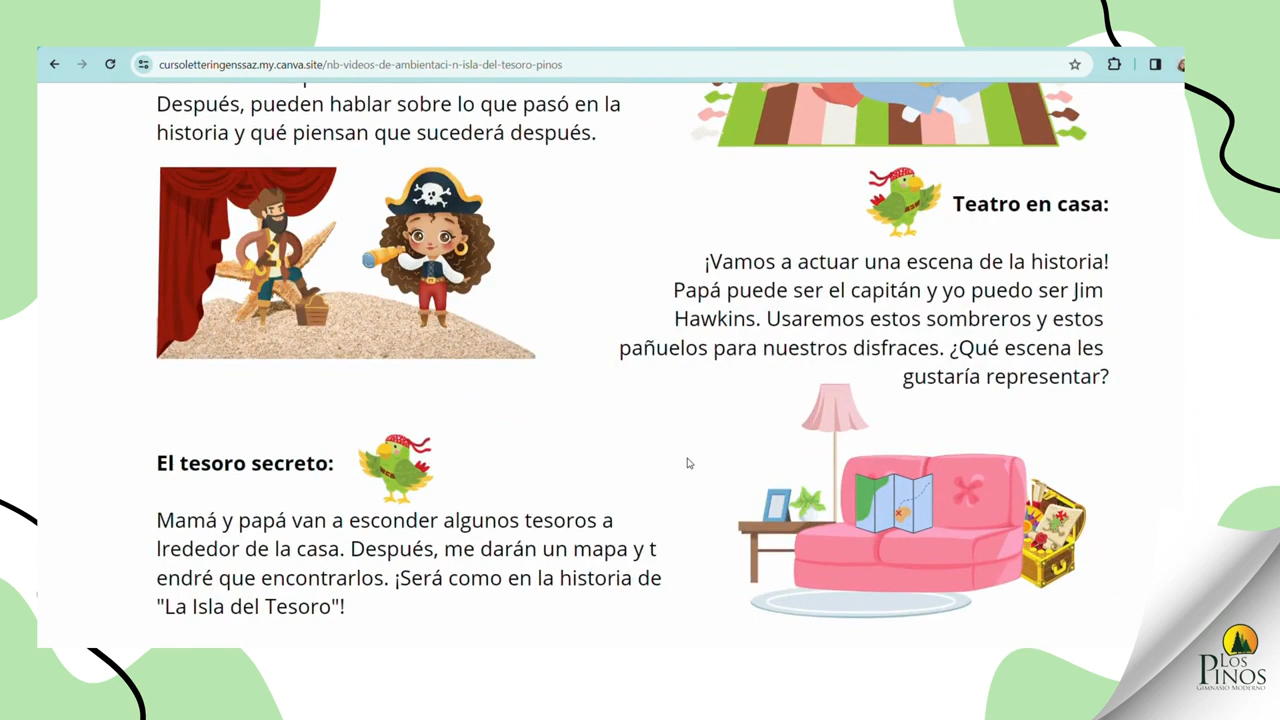 cursoletteringenssaz.my.canva.site/nb-videos-de-ambientaci-n-isla-del-tesoro-pinos
Después, pueden hablar sobre lo que pasó en la
historia y qué piensan que sucederá después.
Teatro en casa:
¡Vamos a actuar una escena de la historia!
Papá puede ser el capitán y yo puedo ser Jim
Hawkins. Usaremos estos sombreros y estos
pañuelos para nuestros disfraces. ¿Qué escena les
gustaría representar?
El tesoro secreto:
Mamá y papá van a esconder algunos tesoros a
lrededor de la casa. Después, me darán un mapa y t
endré que encontrarlos. ¡Será como en la historia de
"La Isla del Tesoro"!
LOS
PINOS
GIMNASIO MODERNO